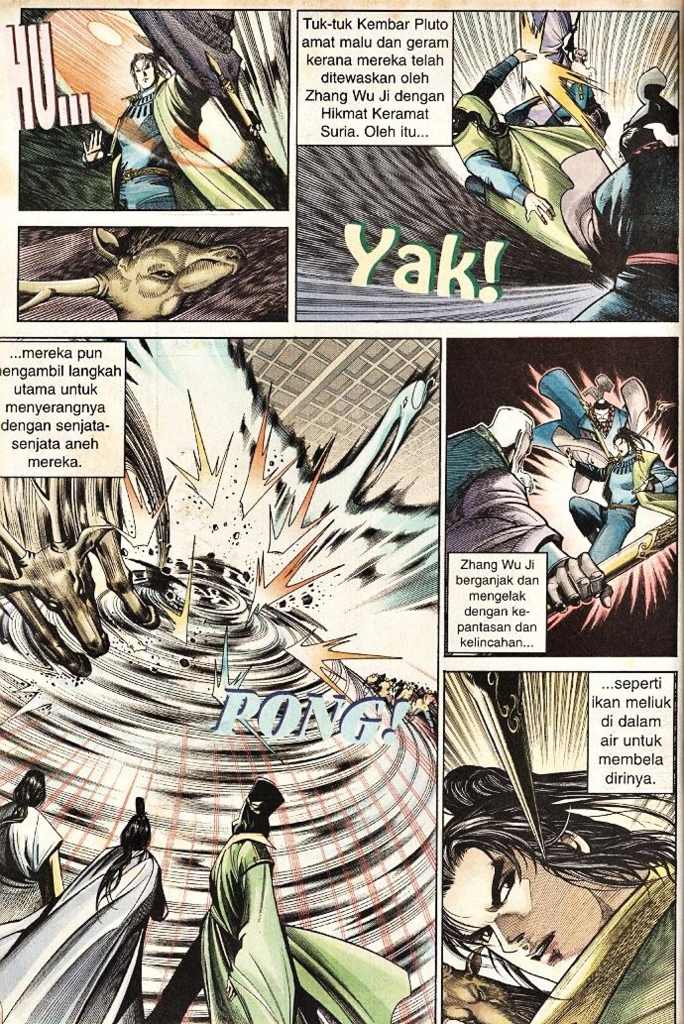 HU...
Tuk-tuk Kembar Pluto
amat malu dan geram
kerana mereka telah
ditewaskan oleh
Zhang Wu Ji dengan
Hikmat Keramat
Suria. Oleh itu...
Yak!
...mereka pun
mengambil langkah
utama untuk
menyerangnya
dengan senjata-
senjata aneh
mereka.
PONG!
Zhang Wu Ji
berganjak dan
mengelak
dengan ke-
pantasan dan
kelincahan...
...seperti
ikan meliuk
di dalam
air untuk
membela
dirinya.